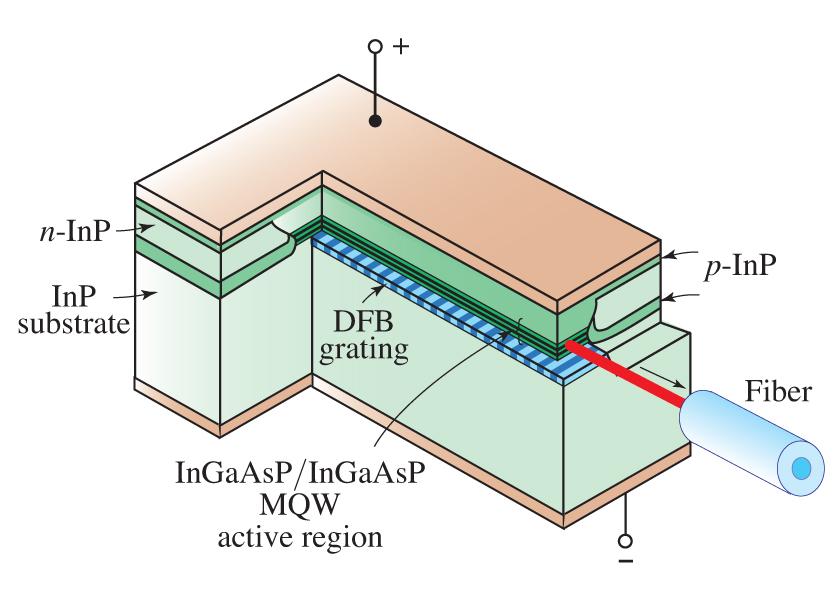 +
n-InP
p-InP
InP
substrate
DFB
grating
Fiber
InGaAsP/InGaAsP
MQW
active region
−